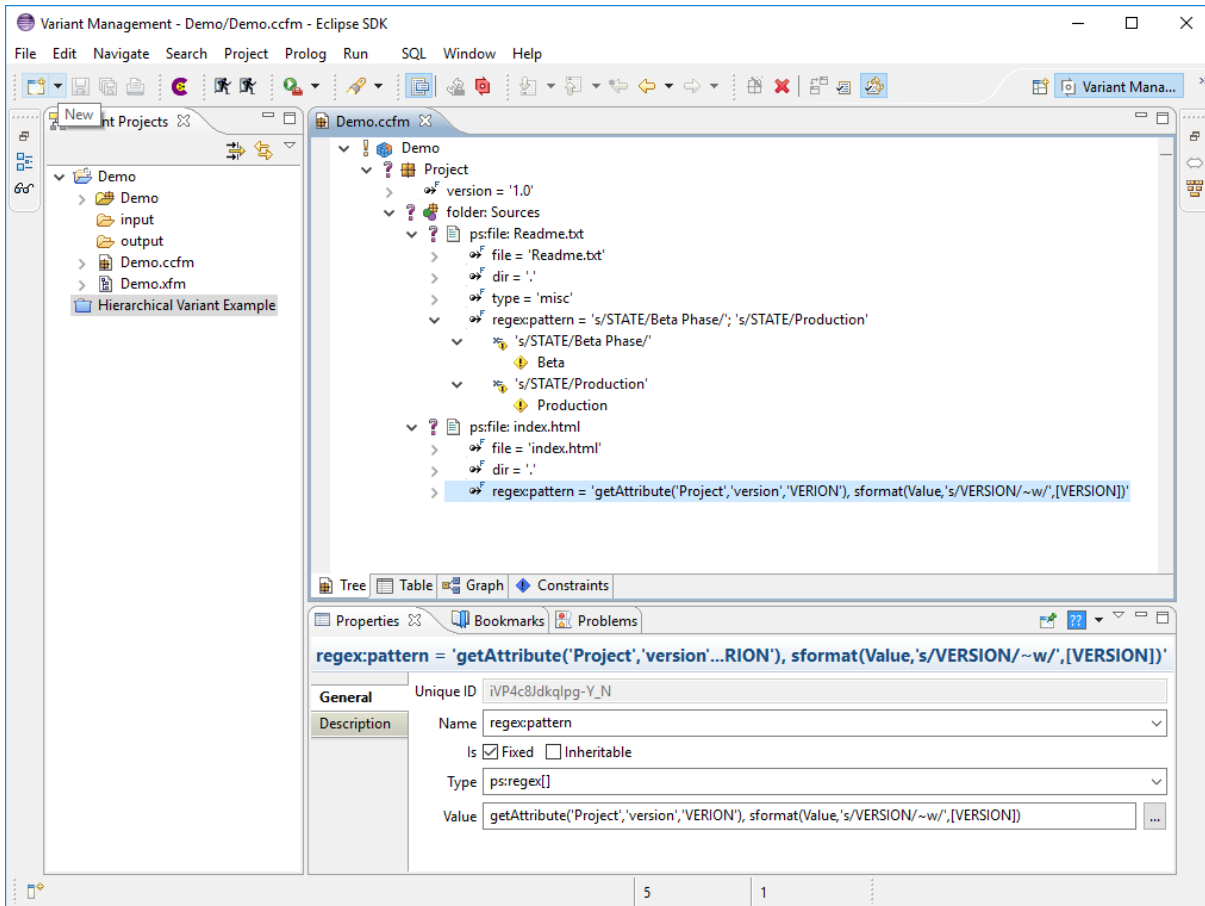 Variant Management - Demo/Demo.ccfm - Eclipse SDK
File Edit Navigate Search Project Prolog Run SQL Window Help
Variant Mana...
New
nt Projects
Demo
Demo
input
output
Demo.ccfm
Demo.xfm
Hierarchical Variant Example
Demo.ccfm
Demo
Project
version = '1.0'
folder: Sources
ps:file: Readme.txt
file = 'Readme.txt'
dir = '.'
type = 'misc'
regex:pattern = 's/STATE/Beta Phase/'; 's/STATE/Production'
's/STATE/Beta Phase/'
Beta
's/STATE/Production'
Production
ps:file: index.html
file = 'index.html'
dir = '.'
regex:pattern = 'getAttribute('Project','version','VERION'), sformat(Value,'s/VERSION/~w/',[VERSION])'
Tree Table Graph Constraints
Properties Bookmarks Problems
regex:pattern = 'getAttribute('Project','version'...RION'), sformat(Value,'s/VERSION/~w/',[VERSION])'
General
Description
Unique ID iVP4c8JdkqIpg-Y_N
Name regex:pattern
Is Fixed Inheritable
Type ps:regex[]
Value getAttribute('Project','version','VERION'), sformat(Value,'s/VERSION/~w/',[VERSION]) ...
5 1